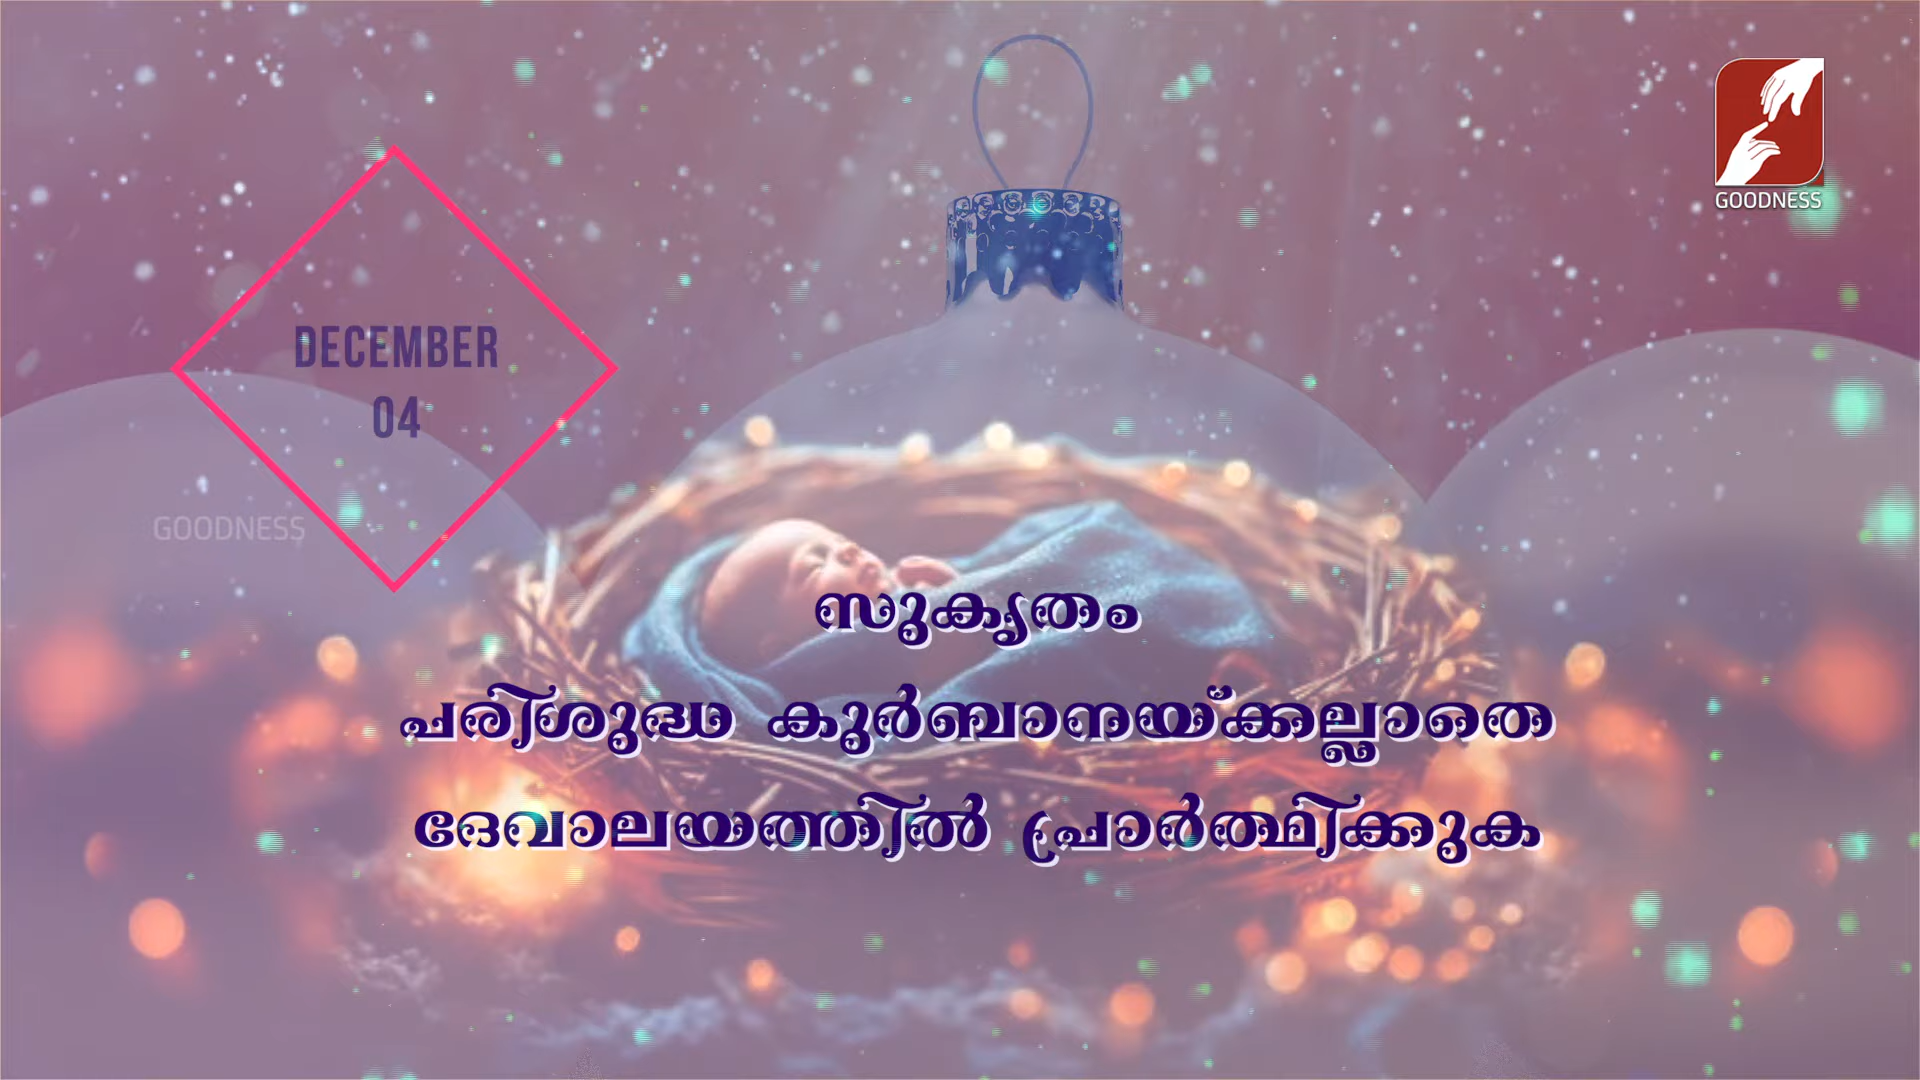 GOODNESS
DECEMBER
04
GOODNESS
സുകൃതം
പരിശുദ്ധ കുർബാനയ്ക്കല്ലാതെ
ദേവാലയത്തിൽ പ്രാർത്ഥിക്കുക